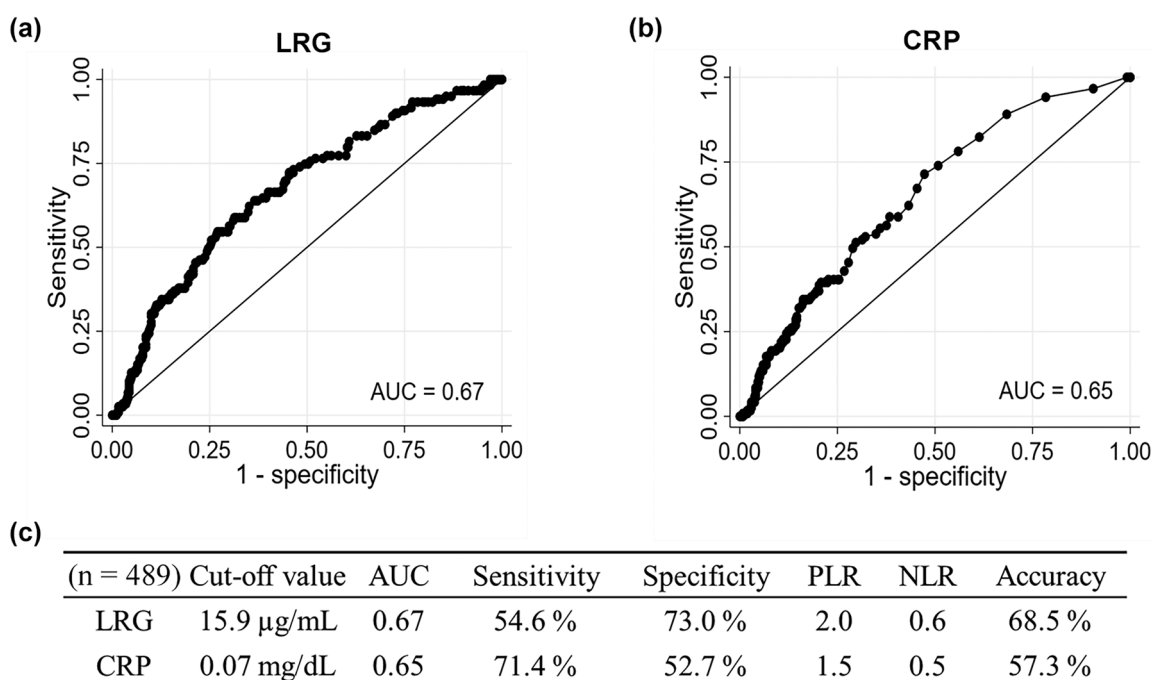 (a)
LRG
1.00
0.75
0.50
0.25
0.00
Sensitivity
AUC = 0.67
0.00 0.25 0.50 0.75 1.00
1 - specificity
(b)
CRP
1.00
0.75
0.50
0.25
0.00
Sensitivity
AUC = 0.65
0.00 0.25 0.50 0.75 1.00
1 - specificity
(c)
(n = 489) Cut-off value AUC Sensitivity Specificity PLR NLR Accuracy
LRG 15.9 µg/mL 0.67 54.6 % 73.0 % 2.0 0.6 68.5 %
CRP 0.07 mg/dL 0.65 71.4 % 52.7 % 1.5 0.5 57.3 %